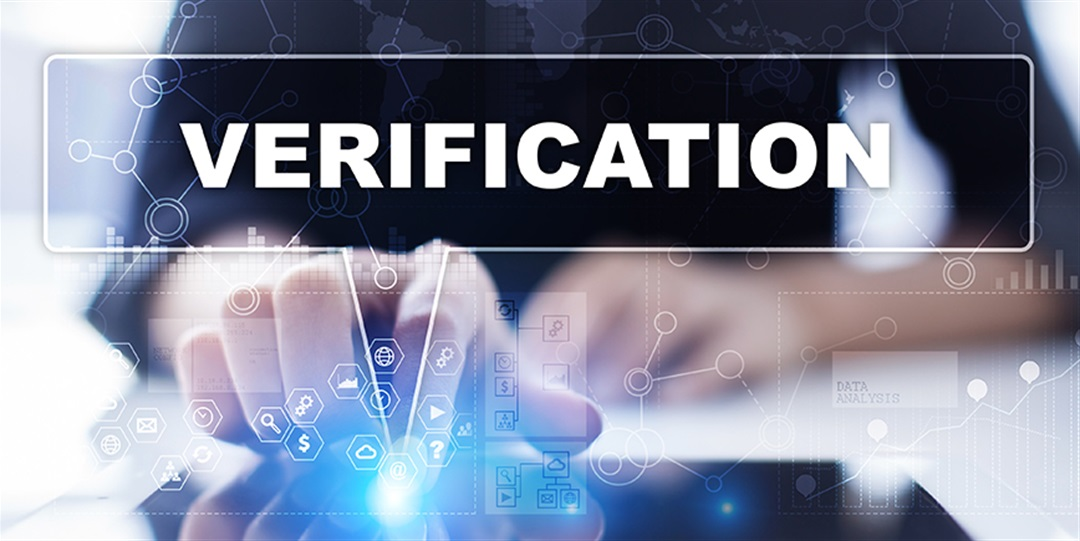 VERIFICATION
DATA
ANALYSIS